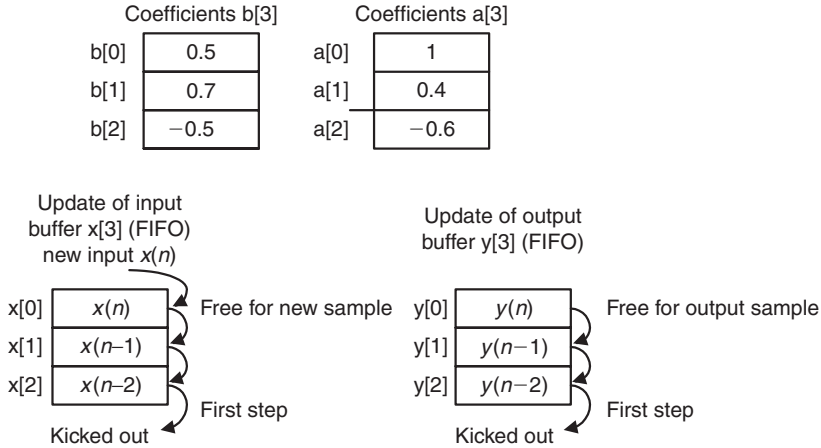 Coefficients b[3]
Coefficients a[3]
b[0] 0.5
a[0] 1
b[1] 0.7
a[1] 0.4
b[2] −0.5
a[2] −0.6
Update of input
buffer x[3] (FIFO)
new input x(n)
Update of output
buffer y[3] (FIFO)
x[0] x(n) Free for new sample
x[1] x(n–1)
x[2] x(n–2)
First step
Kicked out
y[0] y(n) Free for output sample
y[1] y(n−1)
y[2] y(n−2)
First step
Kicked out